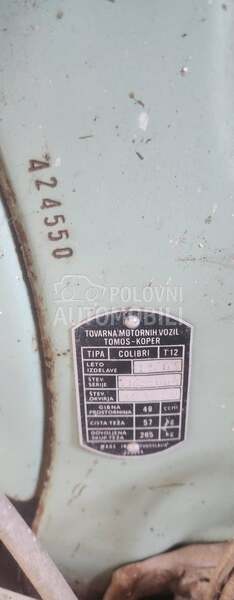 424550
POLOVNI
AUTOMOBILI
TOVARNA MOTORNIH VOZIL
TOMOS-KOPER
TIPA COLIBRI T12
LETO
IZDELAVE
ŠTEV.
SERIJE
ŠTEV.
OKVIRJA
GIBNA
PROSTORNINA 49 ccm
ČISTA TEŽA 57 kg
DOVOLJENA
SKUP. TEŽA 205 kg